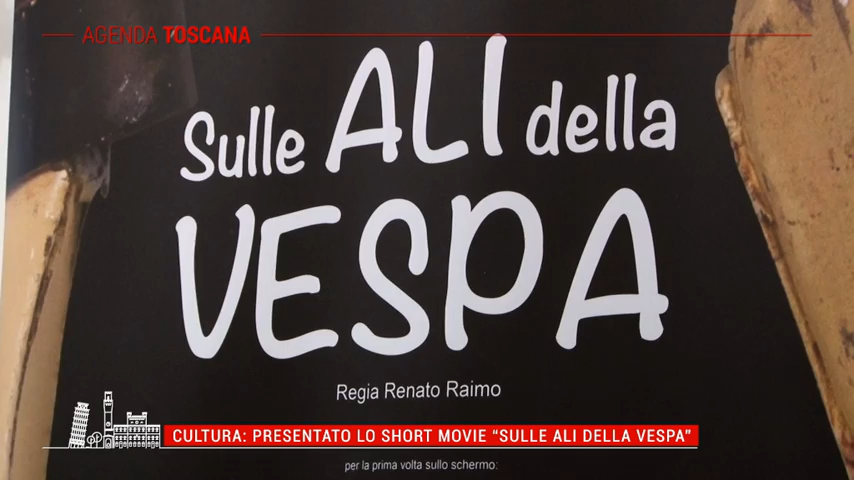 AGENDA TOSCANA
Sulle ALI della
VESPA
Regia Renato Raimo
CULTURA: PRESENTATO LO SHORT MOVIE “SULLE ALI DELLA VESPA”
per la prima volta sullo schermo: